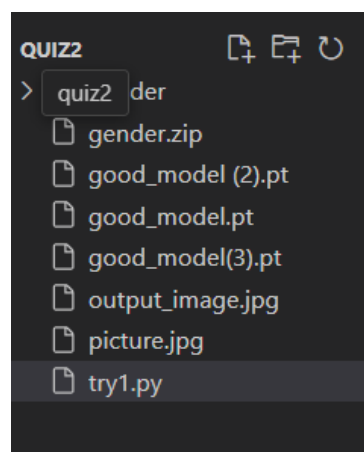 QUIZ2
quiz2 der
gender.zip
good_model (2).pt
good_model.pt
good_model(3).pt
output_image.jpg
picture.jpg
try1.py